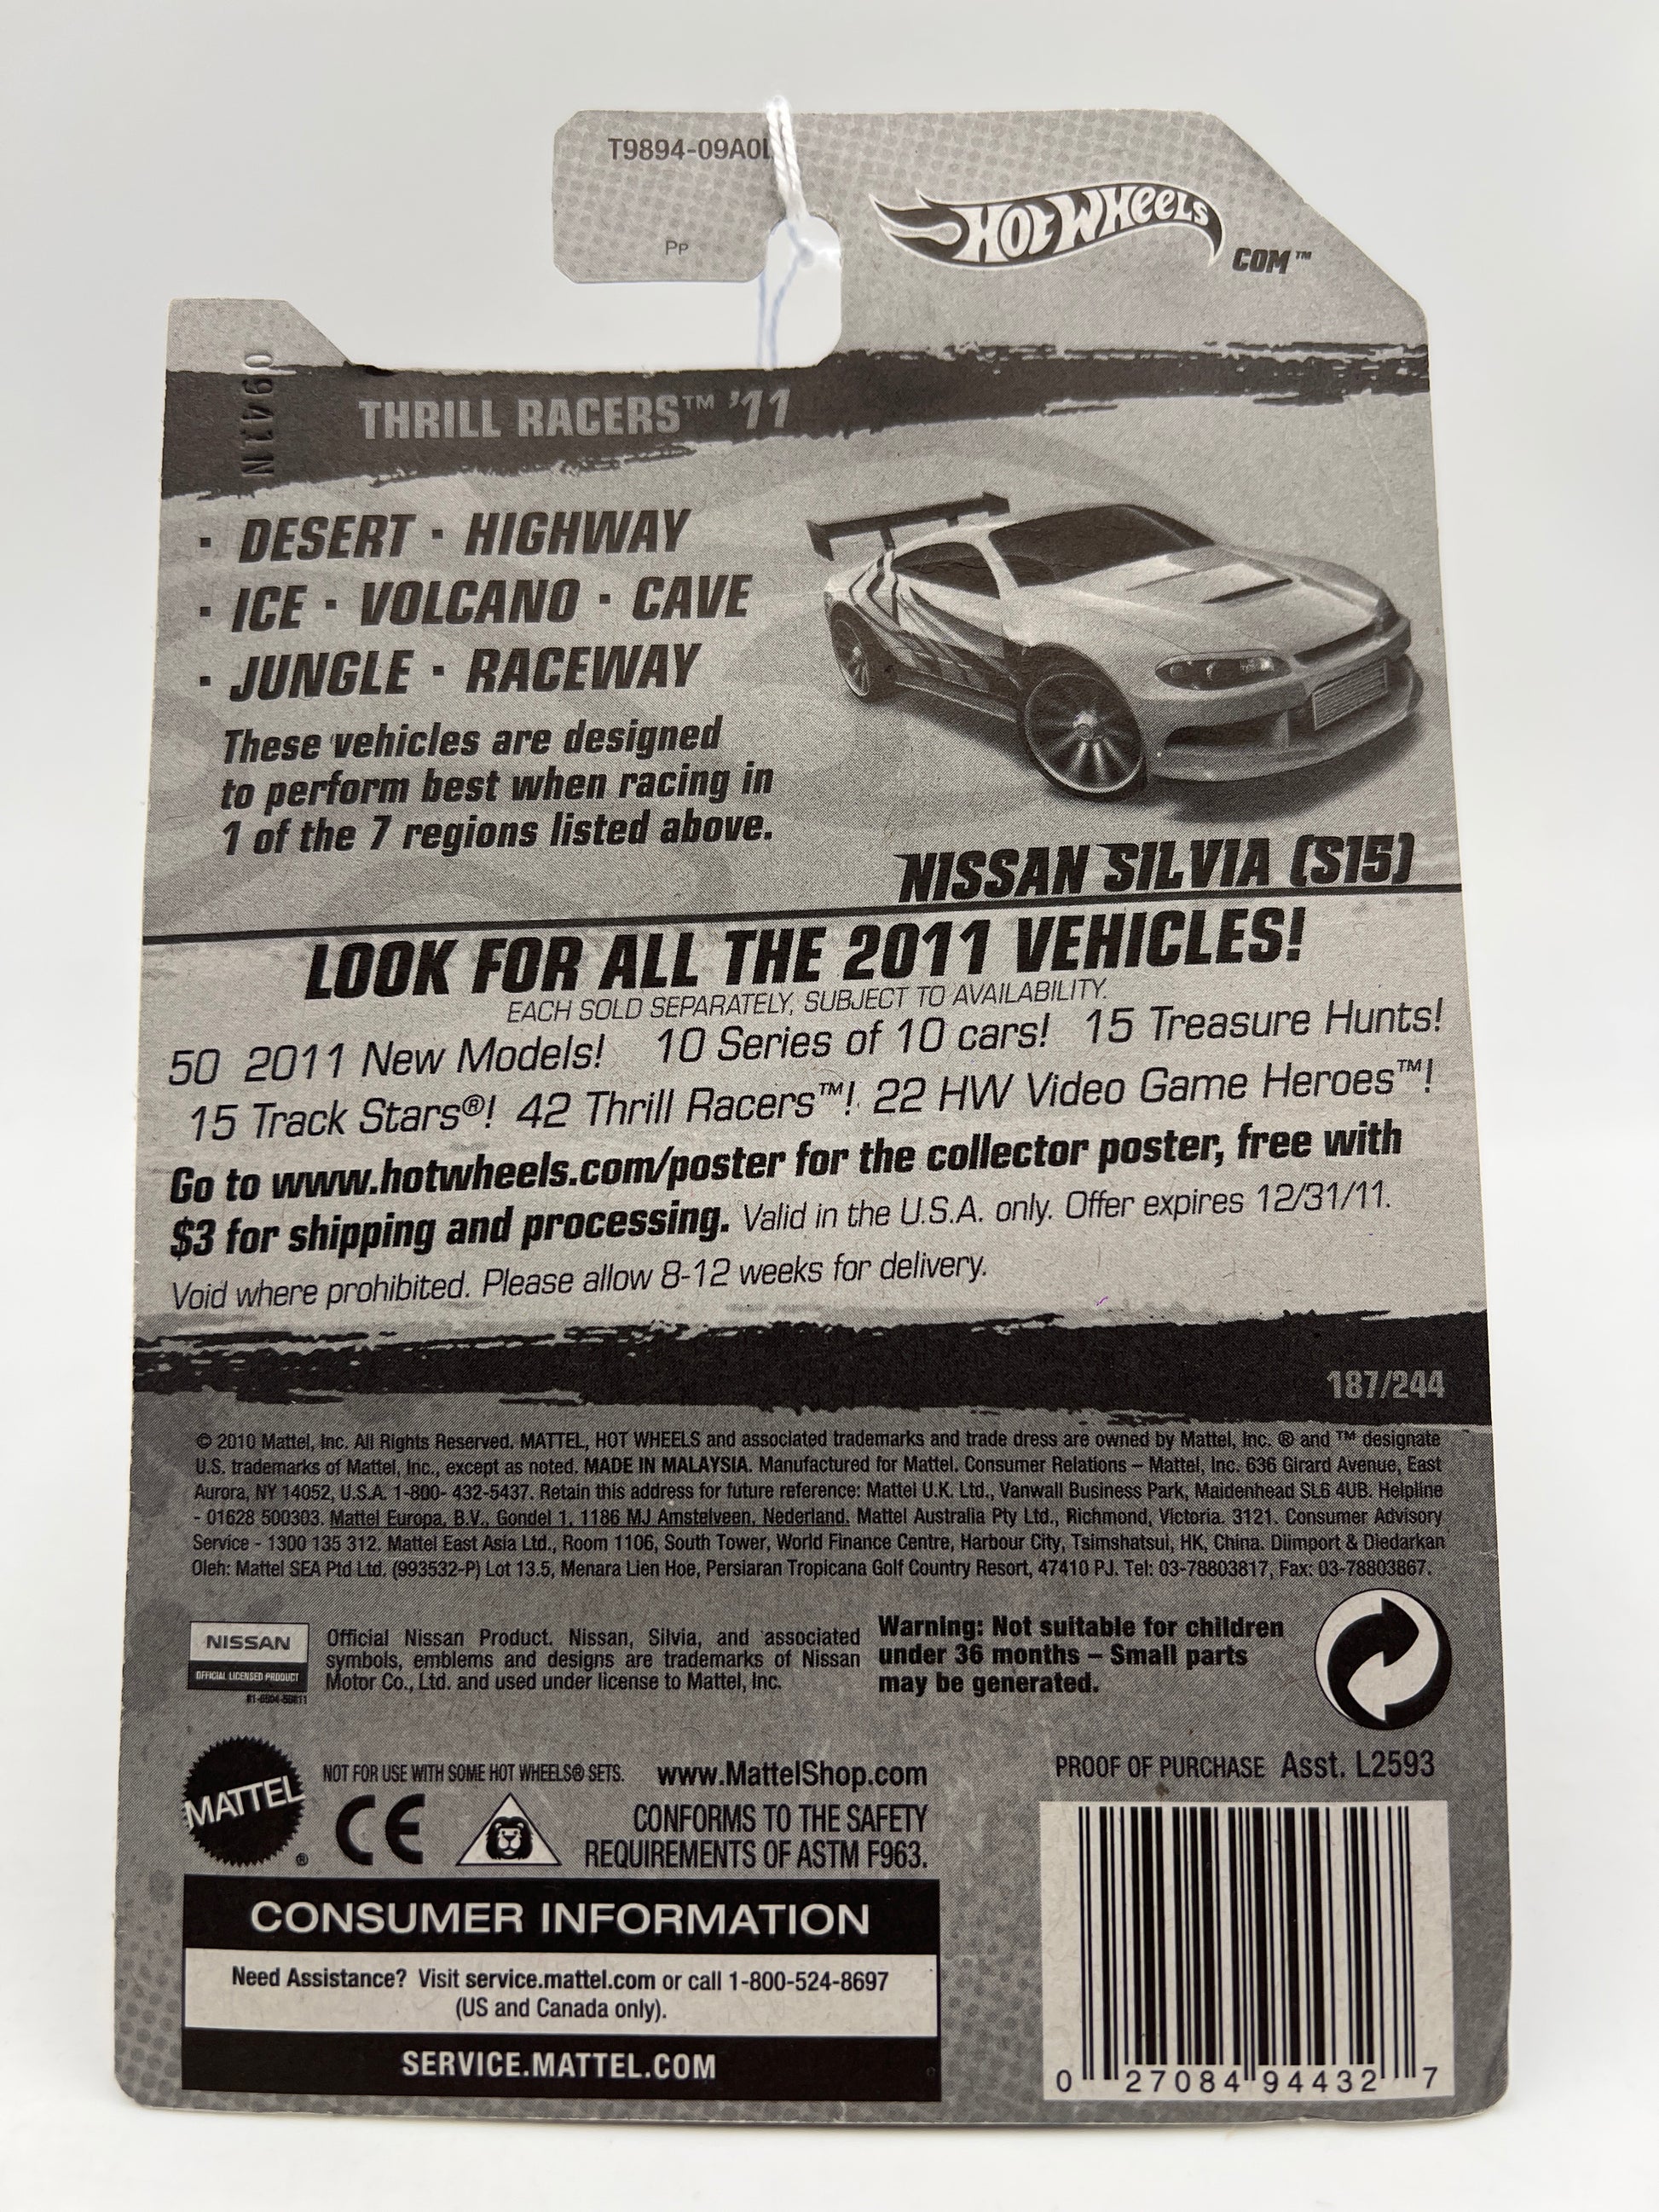 T9894-09A0
Pp
HOT WHEELS
COM™
0941N
THRILL RACERS™ '11
· DESERT · HIGHWAY
· ICE · VOLCANO · CAVE
· JUNGLE · RACEWAY
These vehicles are designed
to perform best when racing in
1 of the 7 regions listed above.
NISSAN SILVIA (S15)
LOOK FOR ALL THE 2011 VEHICLES!
EACH SOLD SEPARATELY, SUBJECT TO AVAILABILITY.
50 2011 New Models! 10 Series of 10 cars! 15 Treasure Hunts!
15 Track Stars®! 42 Thrill Racers™! 22 HW Video Game Heroes™!
Go to www.hotwheels.com/poster for the collector poster, free with
$3 for shipping and processing. Valid in the U.S.A. only. Offer expires 12/31/11.
Void where prohibited. Please allow 8-12 weeks for delivery.
187/244
© 2010 Mattel, Inc. All Rights Reserved. MATTEL, HOT WHEELS and associated trademarks and trade dress are owned by Mattel, Inc. ® and ™ designate
U.S. trademarks of Mattel, Inc., except as noted. MADE IN MALAYSIA. Manufactured for Mattel. Consumer Relations – Mattel, Inc. 636 Girard Avenue, East
Aurora, NY 14052, U.S.A. 1-800- 432-5437. Retain this address for future reference: Mattel U.K. Ltd., Vanwall Business Park, Maidenhead SL6 4UB. Helpline
- 01628 500303. Mattel Europa, B.V., Gondel 1, 1186 MJ Amstelveen, Nederland. Mattel Australia Pty Ltd., Richmond, Victoria. 3121. Consumer Advisory
Service - 1300 135 312. Mattel East Asia Ltd., Room 1106, South Tower, World Finance Centre, Harbour City, Tsimshatsui, HK, China. Diimport & Diedarkan
Oleh: Mattel SEA Ptd Ltd. (993532-P) Lot 13.5, Menara Lien Hoe, Persiaran Tropicana Golf Country Resort, 47410 PJ. Tel: 03-78803817, Fax: 03-78803867.
NISSAN
OFFICIAL LICENSED PRODUCT
Official Nissan Product. Nissan, Silvia, and associated
symbols, emblems and designs are trademarks of Nissan
Motor Co., Ltd. and used under license to Mattel, Inc.
Warning: Not suitable for children
under 36 months – Small parts
may be generated.
MATTEL ®
NOT FOR USE WITH SOME HOT WHEELS® SETS. www.MattelShop.com
CE
CONFORMS TO THE SAFETY
REQUIREMENTS OF ASTM F963.
PROOF OF PURCHASE Asst. L2593
CONSUMER INFORMATION
Need Assistance? Visit service.mattel.com or call 1-800-524-8697
(US and Canada only).
SERVICE.MATTEL.COM
0 27084 94432 7